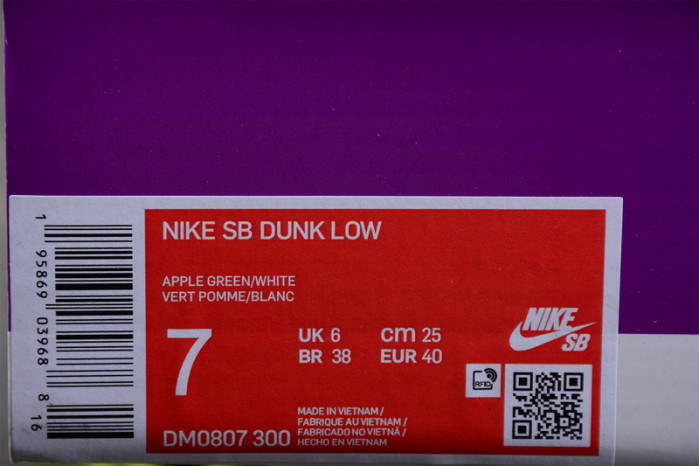 1 95869 03968 8 16
NIKE SB DUNK LOW
APPLE GREEN/WHITE
VERT POMME/BLANC
7
UK 6 cm 25
BR 38 EUR 40
NIKE
SB
RFID
MADE IN VIETNAM /
FABRIQUE AU VIETNAM /
FABRICADO NO VIETNÃ /
HECHO EN VIETNAM
DM0807 300